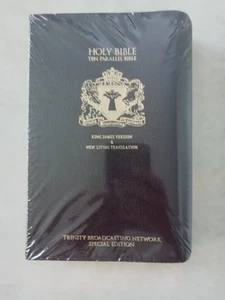 HOLY BIBLE
TBN PARALLEL BIBLE
KING JAMES VERSION
&
NEW LIVING TRANSLATION
TRINITY BROADCASTING NETWORK
SPECIAL EDITION